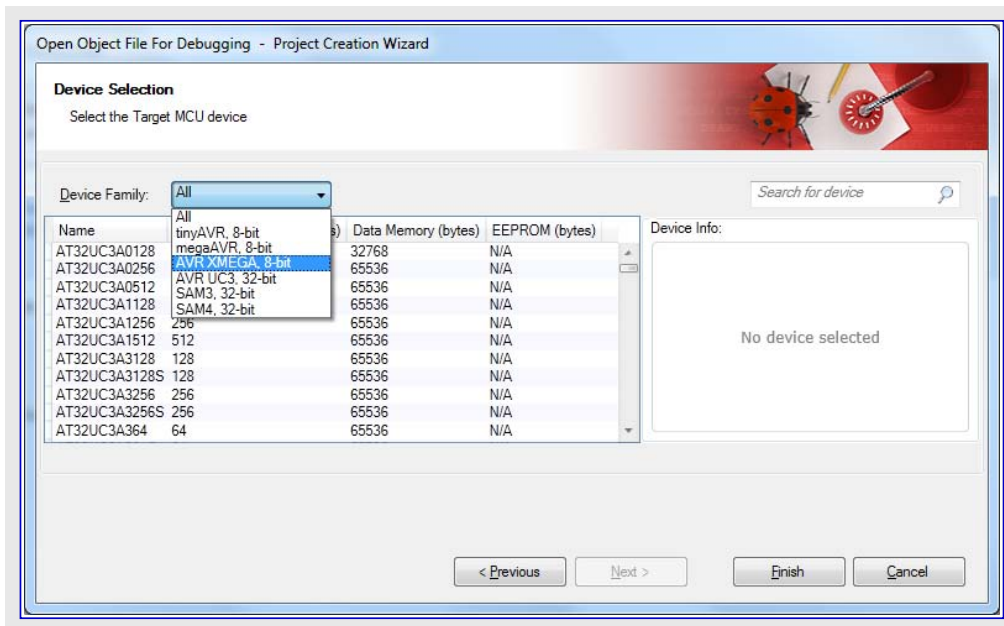 Open Object File For Debugging - Project Creation Wizard
Device Selection
Select the Target MCU device
Device Family: All
Search for device
All
tinyAVR, 8-bit
megaAVR, 8-bit
AVR XMEGA, 8-bit
AVR UC3, 32-bit
SAM3, 32-bit
SAM4, 32-bit
Name Data Memory (bytes) EEPROM (bytes)
AT32UC3A0128 32768 N/A
AT32UC3A0256 65536 N/A
AT32UC3A0512 65536 N/A
AT32UC3A1128 65536 N/A
AT32UC3A1256 256 65536 N/A
AT32UC3A1512 512 65536 N/A
AT32UC3A3128 128 65536 N/A
AT32UC3A3128S 128 65536 N/A
AT32UC3A3256 256 65536 N/A
AT32UC3A3256S 256 65536 N/A
AT32UC3A364 64 65536 N/A
Device Info:
No device selected
< Previous
Next >
Finish
Cancel